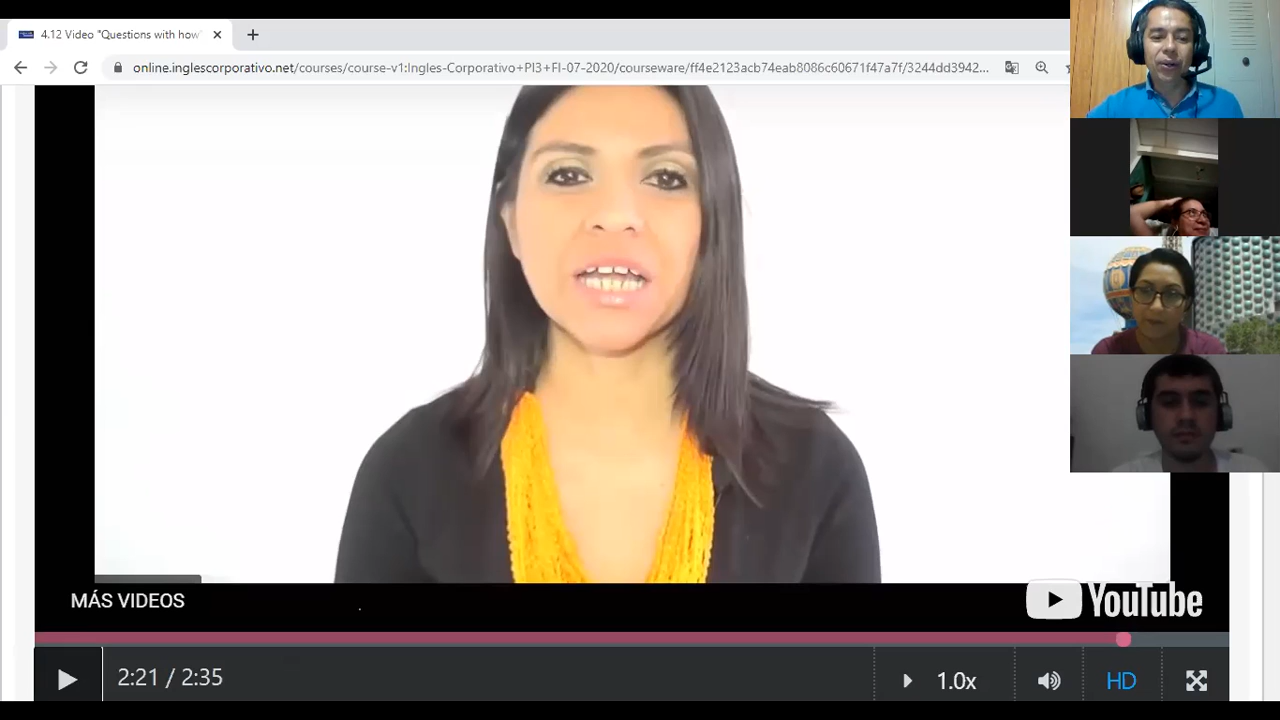 4.12 Video "Questions with how"
online.inglescorporativo.net/courses/course-v1:Ingles-Corporativo+PI3+FI-07-2020/courseware/ff4e2123acb74eab8086c60671f47a7f/3244dd3942...
MÁS VIDEOS
YouTube
2:21 / 2:35
1.0x
HD